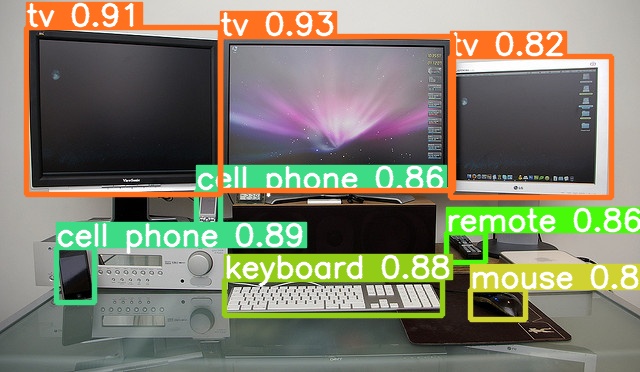 tv 0.91
tv 0.93
tv 0.82
ViewSonic
LG
cell phone 0.86
cell phone 0.89
remote 0.86
keyboard 0.88
mouse 0.8